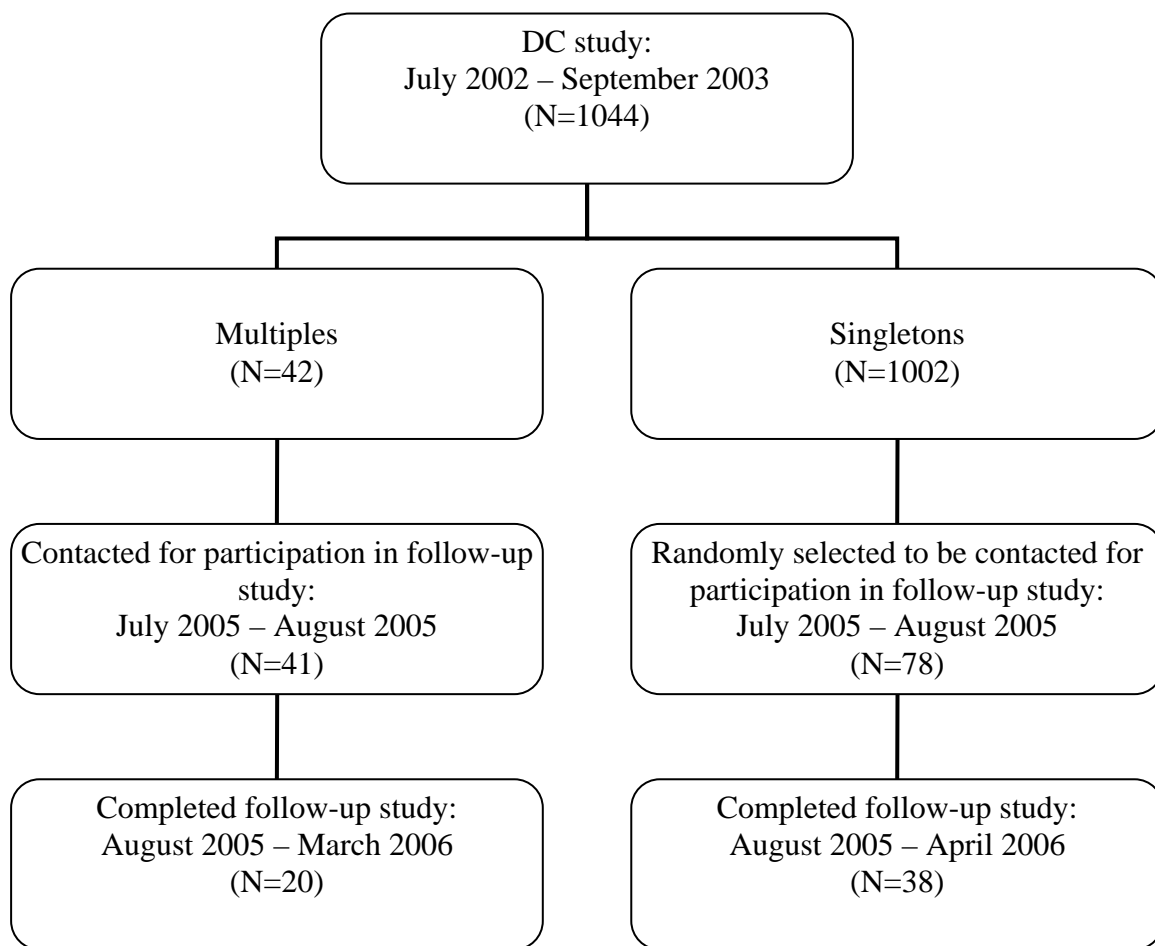 DC study:
July 2002 – September 2003
(N=1044)
Multiples
(N=42)
Singletons
(N=1002)
Contacted for participation in follow-up
study:
July 2005 – August 2005
(N=41)
Randomly selected to be contacted for
participation in follow-up study:
July 2005 – August 2005
(N=78)
Completed follow-up study:
August 2005 – March 2006
(N=20)
Completed follow-up study:
August 2005 – April 2006
(N=38)